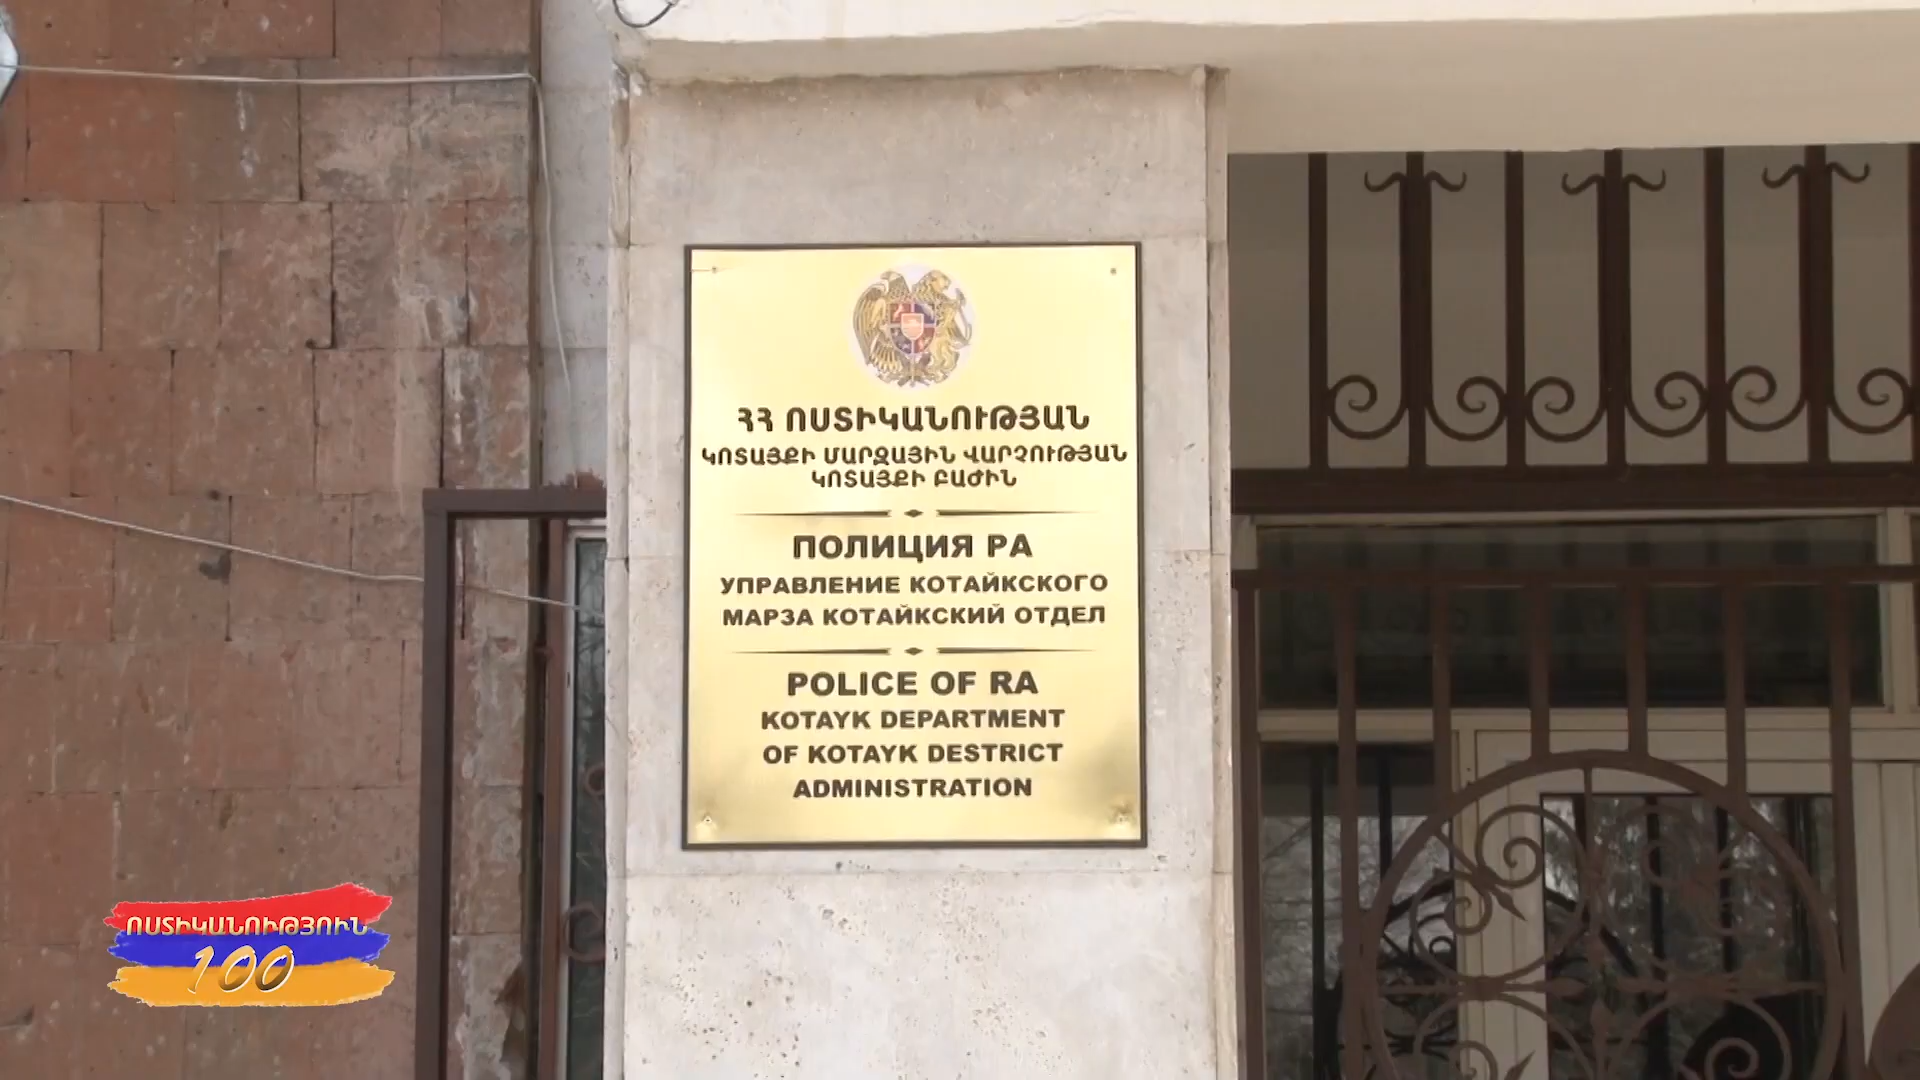 ՀՀ ՈՍՏԻԿԱՆՈՒԹՅԱՆ
ԿՈՏԱՅՔԻ ՄԱՐԶԱՅԻՆ ՎԱՐՉՈՒԹՅԱՆ
ԿՈՏԱՅՔԻ ԲԱԺԻՆ
ПОЛИЦИЯ РА
УПРАВЛЕНИЕ КОТАЙКСКОГО
МАРЗА КОТАЙКСКИЙ ОТДЕЛ
POLICE OF RA
KOTAYK DEPARTMENT
OF KOTAYK DESTRICT
ADMINISTRATION
ՈՍՏԻԿԱՆՈՒԹՅՈՒՆ
100